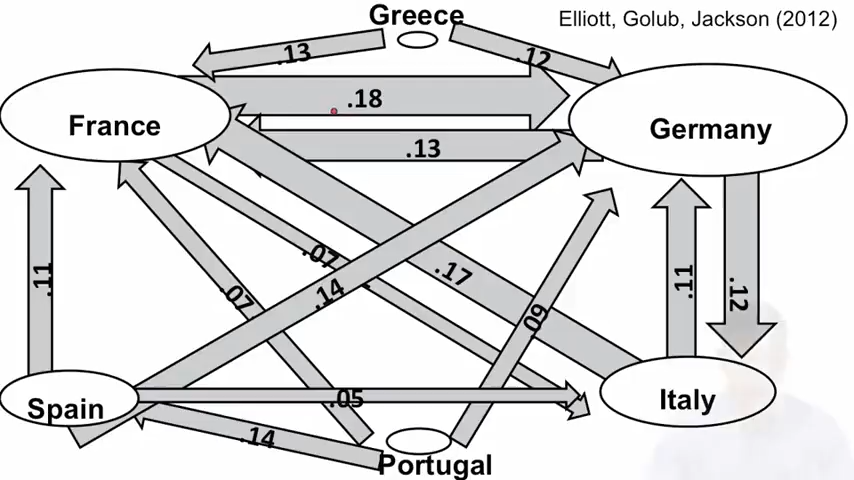 Greece
Elliott, Golub, Jackson (2012)
.13
.12
.18
France
Germany
.13
.11
.07
.07
.14
.17
.09
.11
.12
Spain
.05
Italy
.14
Portugal